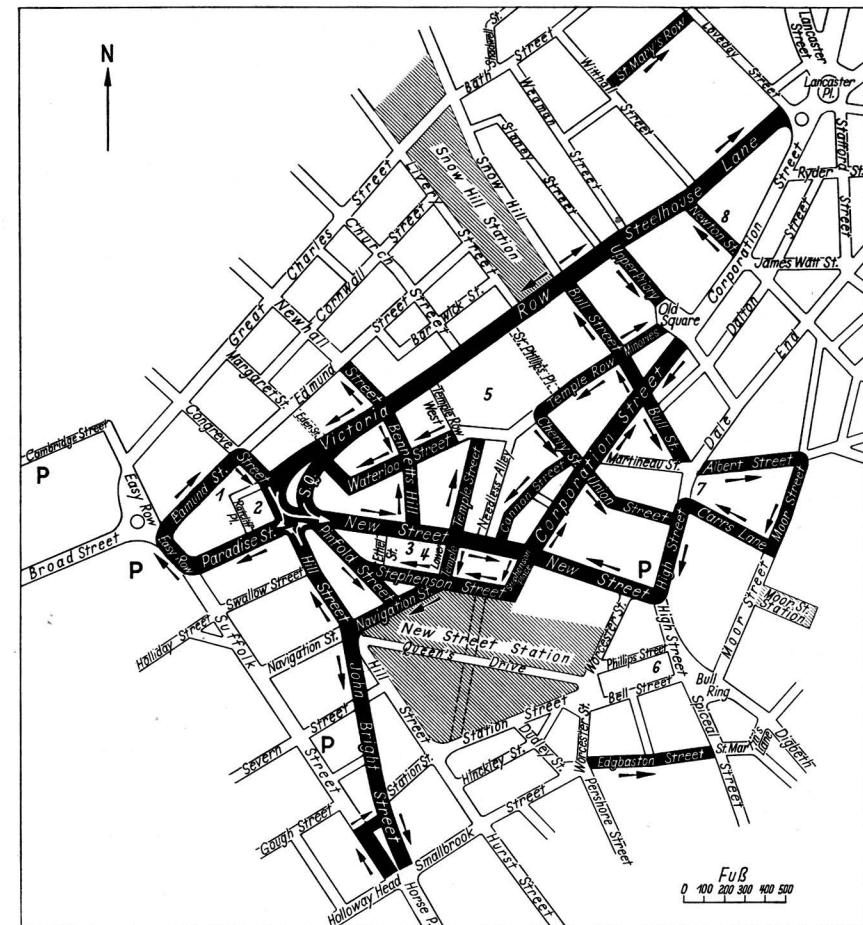 N
Shadwell St.
Bath Street
St. Mary's Row
Loveday Street
Lancaster Street
Lancaster Pl.
Whittall Street
Weaman Street
Slaney Street
Snow Hill
Snow Hill Station
Livery Street
Steelhouse Lane
Stafford Street
Ryder St.
8
Newton St.
Corporation Street
James Watt St.
Great Charles Street
Church Street
Cornwall Street
Newhall Street
Barwick St.
Margaret St.
Edmund Street
Eden St.
Congreve Street
Victoria Row
Upper Priory
Old Square
Minories
Bull Street
Dalton Street
Dale End
St. Philip's Pl.
5
Temple Row
Temple Row West
Cherry Street
Corporation Street
Bull St.
Martineau St.
Albert Street
7
Cambridge Street
P
Easy Row
Edmund St.
1
2
Waterloo Street
Bennetts Hill
Temple Street
Needless Alley
Cannon Street
Union Street
Carrs Lane
Moor Street
High Street
Broad Street
Easy Row
Paradise St.
P
New Street
3
4
Pinfold Street
Stephenson Street
Stephenson Place
New Street
P
Swallow Street
Hill Street
Navigation Street
Holliday Street
Suffolk Street
Navigation St.
New Street Station
Queen's Drive
Worcester St.
High Street
Moor Street
Moor St. Station
Phillips Street
6
Bull Ring
Bell-Street
Spiceal Street
Digbeth
John Bright Street
Hill Street
Station Street
Severn Street
P
Dudley St.
Hinckley St.
Worcester St.
Edgbaston Street
Station St.
Gough Street
Smallbrook Street
Pershore Street
P
Hurst Street
Holloway Head
Horse P.
Fuß
0 100 200 300 400 500